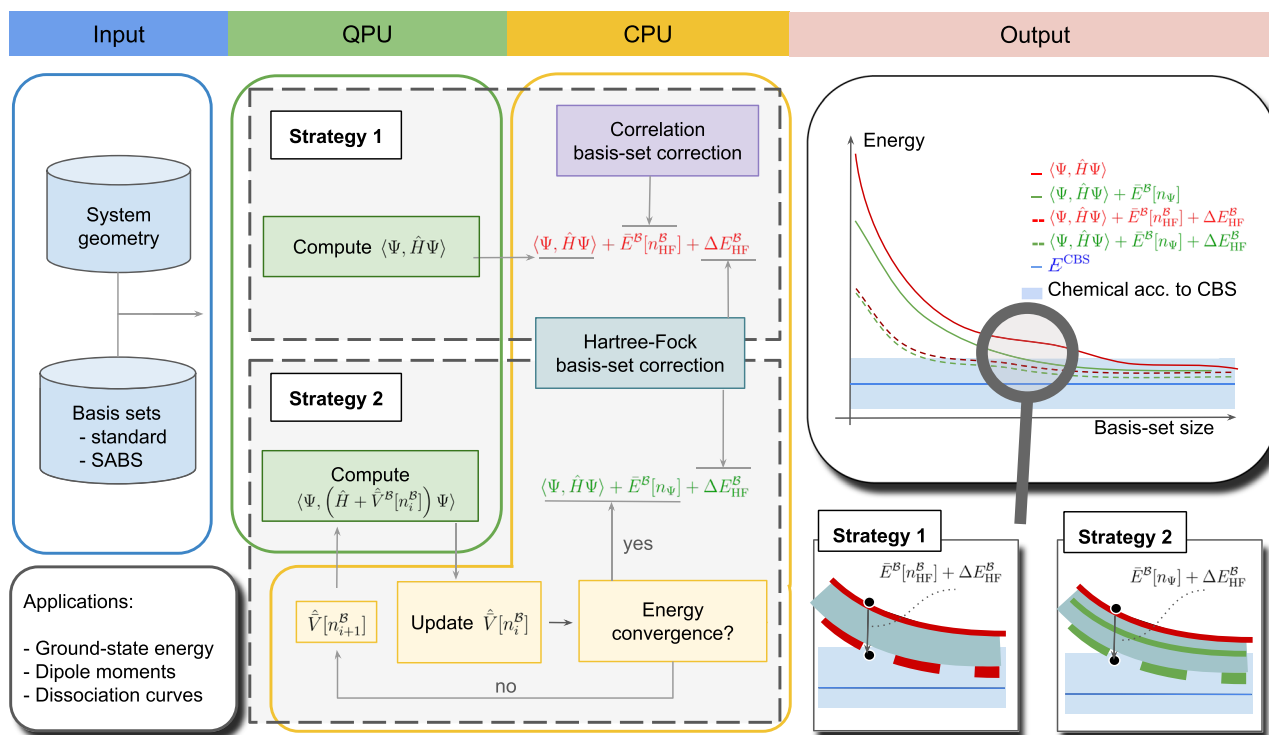 Input
QPU
CPU
Output
System
geometry
Basis sets
- standard
- SABS
Applications:
- Ground-state energy
- Dipole moments
- Dissociation curves
Strategy 1
Correlation
basis-set correction
Compute ⟨Ψ, ĤΨ⟩
⟨Ψ, ĤΨ⟩ + Ē^ℬ[n_HF^ℬ] + ΔE_HF^ℬ
Hartree-Fock
basis-set correction
Strategy 2
Compute
⟨Ψ, (Ĥ + V̄̂^ℬ[n_i^ℬ]) Ψ⟩
⟨Ψ, ĤΨ⟩ + Ē^ℬ[n_Ψ] + ΔE_HF^ℬ
yes
V̄̂[n_{i+1}^ℬ]
Update V̄̂[n_i^ℬ]
Energy
convergence?
no
Energy
⟨Ψ, ĤΨ⟩
⟨Ψ, ĤΨ⟩ + Ē^ℬ[n_Ψ]
⟨Ψ, ĤΨ⟩ + Ē^ℬ[n_HF^ℬ] + ΔE_HF^ℬ
⟨Ψ, ĤΨ⟩ + Ē^ℬ[n_Ψ] + ΔE_HF^ℬ
E^CBS
Chemical acc. to CBS
Basis-set size
Strategy 1
Ē^ℬ[n_HF^ℬ] + ΔE_HF^ℬ
Strategy 2
Ē^ℬ[n_Ψ] + ΔE_HF^ℬ